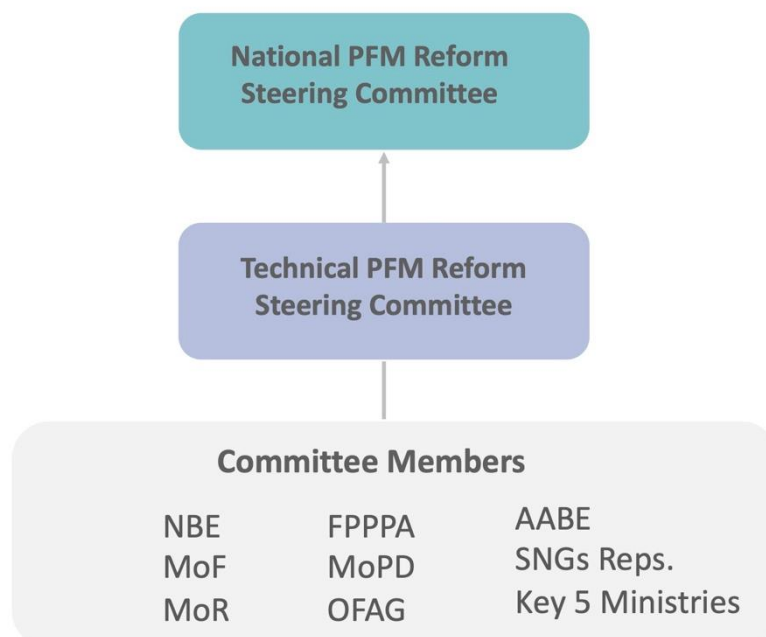 National PFM Reform
Steering Committee
Technical PFM Reform
Steering Committee
Committee Members
NBE
MoF
MoR
FPPPA
MoPD
OFAG
AABE
SNGs Reps.
Key 5 Ministries